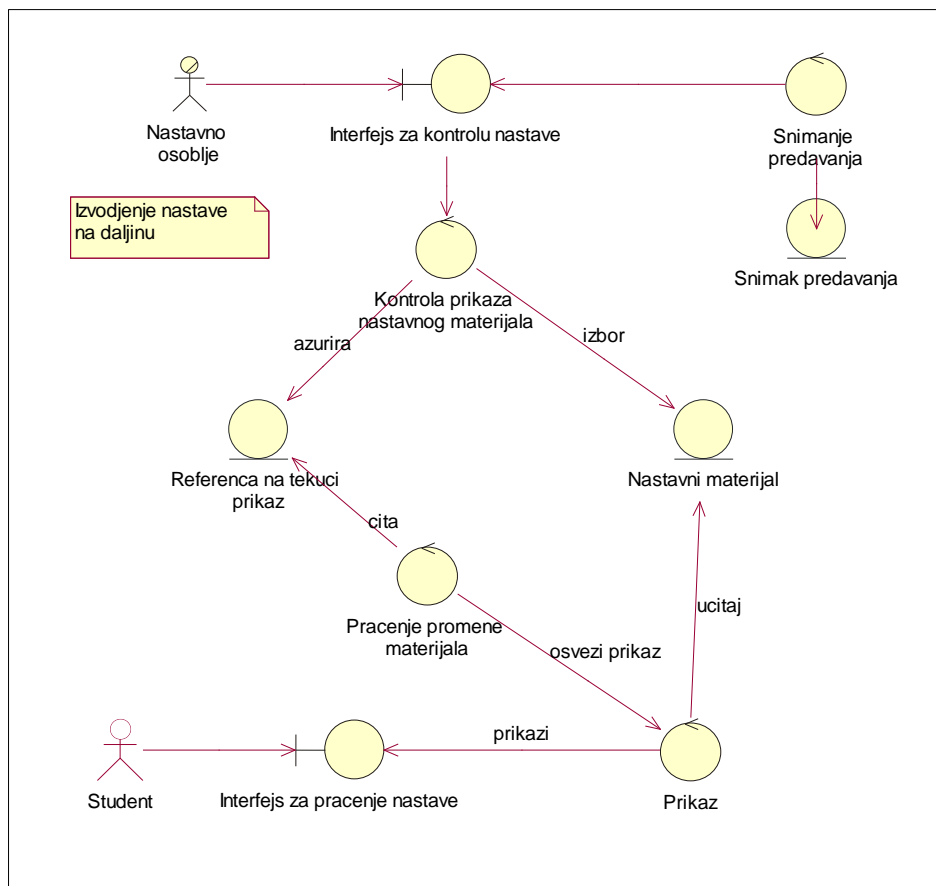 Nastavno
osoblje
Interfejs za kontrolu nastave
Snimanje
predavanja
Izvodjenje nastave
na daljinu
Snimak predavanja
Kontrola prikaza
nastavnog materijala
azurira
izbor
Referenca na tekuci
prikaz
Nastavni materijal
cita
Pracenje promene
materijala
ucitaj
osvezi prikaz
prikazi
Student
Interfejs za pracenje nastave
Prikaz